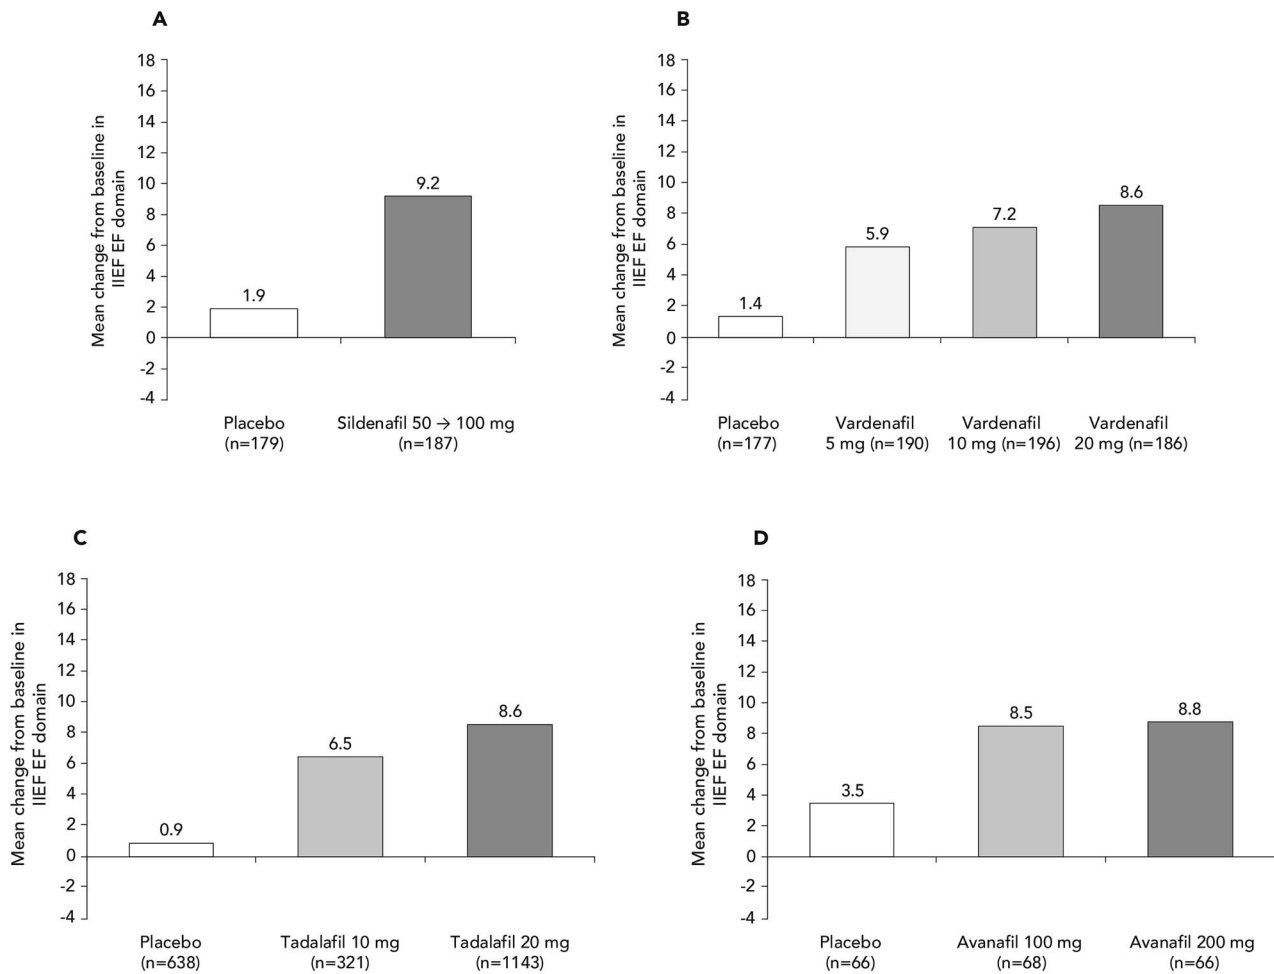 A
Mean change from baseline in
IIEF EF domain
18
16
14
12
10
8
6
4
2
0
-2
-4
1.9
9.2
Placebo
(n=179)
Sildenafil 50 → 100 mg
(n=187)
B
Mean change from baseline in
IIEF EF domain
18
16
14
12
10
8
6
4
2
0
-2
-4
1.4
5.9
7.2
8.6
Placebo
(n=177)
Vardenafil
5 mg (n=190)
Vardenafil
10 mg (n=196)
Vardenafil
20 mg (n=186)
C
Mean change from baseline in
IIEF EF domain
18
16
14
12
10
8
6
4
2
0
-2
-4
0.9
6.5
8.6
Placebo
(n=638)
Tadalafil 10 mg
(n=321)
Tadalafil 20 mg
(n=1143)
D
Mean change from baseline in
IIEF EF domain
18
16
14
12
10
8
6
4
2
0
-2
-4
3.5
8.5
8.8
Placebo
(n=66)
Avanafil 100 mg
(n=68)
Avanafil 200 mg
(n=66)